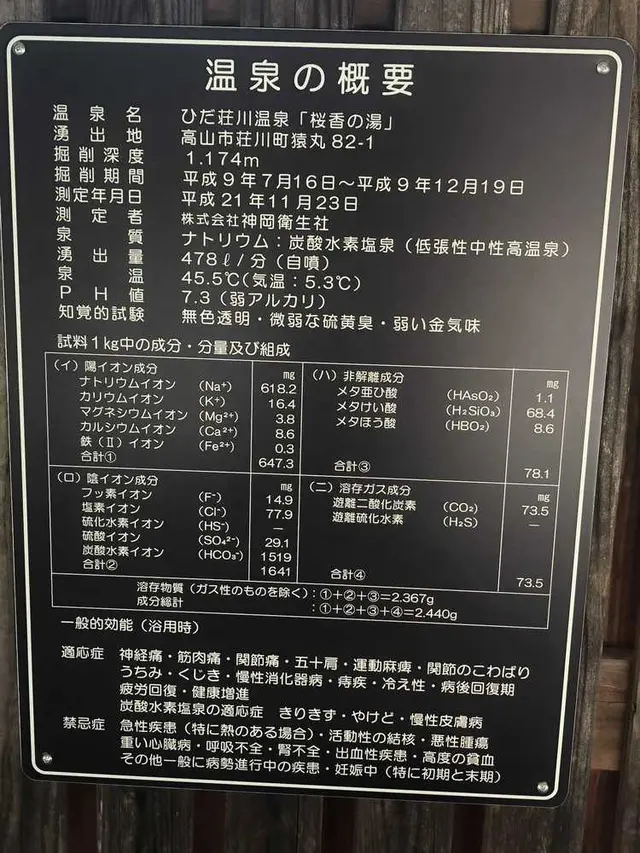 温泉の概要
温泉名 ひだ荘川温泉「桜香の湯」
湧出地 高山市荘川町猿丸82-1
掘削深度 1.174m
掘削期間 平成9年7月16日～平成9年12月19日
測定年月日 平成21年11月23日
測定者 株式会社神岡衛生社
泉質 ナトリウム：炭酸水素塩泉（低張性中性高温泉）
湧出量 478ℓ/分（自噴）
泉温 45.5℃(気温：5.3℃)
PH値 7.3（弱アルカリ）
知覚的試験 無色透明・微弱な硫黄臭・弱い金気味
試料1kg中の成分・分量及び組成
（イ）陽イオン成分 mg
ナトリウムイオン (Na⁺) 618.2
カリウムイオン (K⁺) 16.4
マグネシウムイオン (Mg²⁺) 3.8
カルシウムイオン (Ca²⁺) 8.6
鉄（Ⅱ）イオン (Fe²⁺) 0.3
合計① 647.3
（ハ）非解離成分 mg
メタ亜ひ酸 (HAsO₂) 1.1
メタけい酸 (H₂SiO₃) 68.4
メタほう酸 (HBO₂) 8.6
合計③ 78.1
（ロ）陰イオン成分 mg
フッ素イオン (F⁻) 14.9
塩素イオン (Cl⁻) 77.9
硫化水素イオン (HS⁻) －
硫酸イオン (SO₄²⁻) 29.1
炭酸水素イオン (HCO₃⁻) 1519
合計② 1641
（ニ）溶存ガス成分 mg
遊離二酸化炭素 (CO₂) 73.5
遊離硫化水素 (H₂S) －
合計④ 73.5
溶存物質（ガス性のものを除く）：①+②+③=2.367g
成分総計 ：①+②+③+④=2.440g
一般的効能（浴用時）
適応症 神経痛・筋肉痛・関節痛・五十肩・運動麻痺・関節のこわばり
うちみ・くじき・慢性消化器病・痔疾・冷え性・病後回復期
疲労回復・健康増進
炭酸水素塩泉の適応症 きりきず・やけど・慢性皮膚病
禁忌症 急性疾患（特に熱のある場合）・活動性の結核・悪性腫瘍
重い心臓病・呼吸不全・腎不全・出血性疾患・高度の貧血
その他一般に病勢進行中の疾患・妊娠中（特に初期と末期）